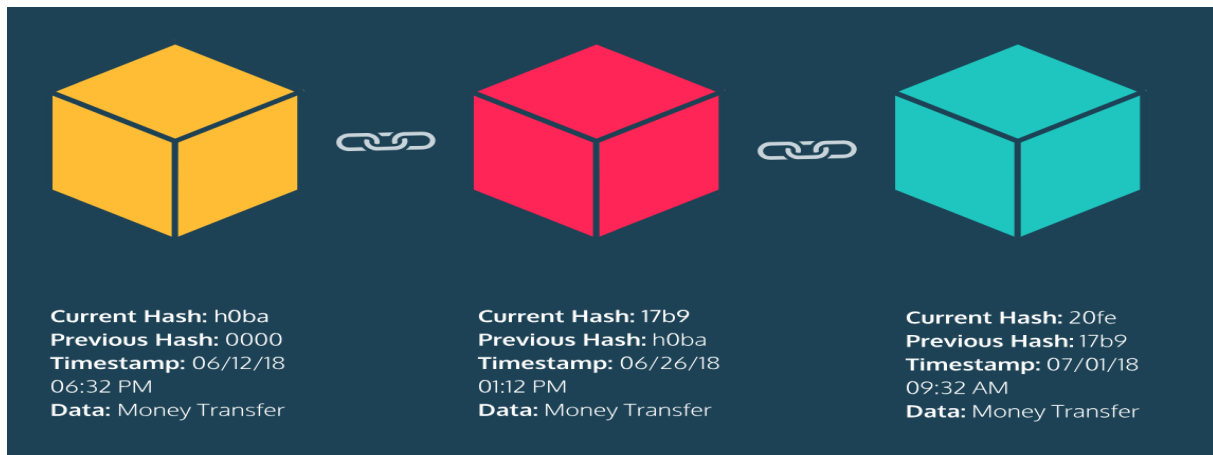 Current Hash: h0ba
Previous Hash: 0000
Timestamp: 06/12/18
06:32 PM
Data: Money Transfer
Current Hash: 17b9
Previous Hash: h0ba
Timestamp: 06/26/18
01:12 PM
Data: Money Transfer
Current Hash: 20fe
Previous Hash: 17b9
Timestamp: 07/01/18
09:32 AM
Data: Money Transfer